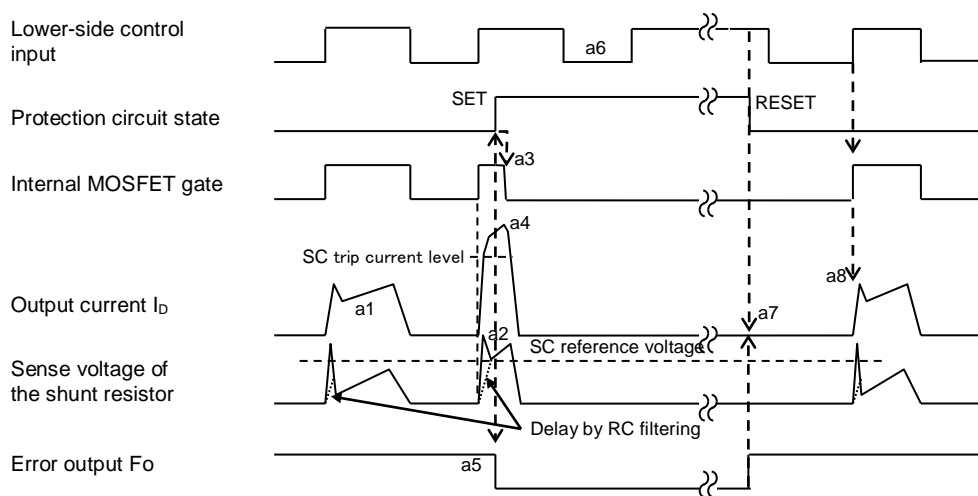 Lower-side control
input
a6
SET
RESET
Protection circuit state
a3
Internal MOSFET gate
a4
SC trip current level
a8
Output current ID
a1
a7
a2
SC reference voltage
Sense voltage of
the shunt resistor
Delay by RC filtering
Error output Fo
a5